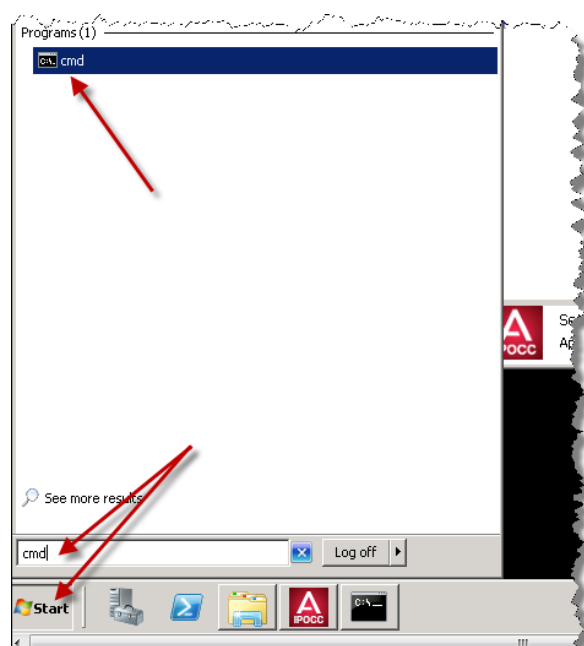 Programs (1)
C:\. cmd
IPOCC
See more results
cmd
Log off
Start
IPOCC
C:\_